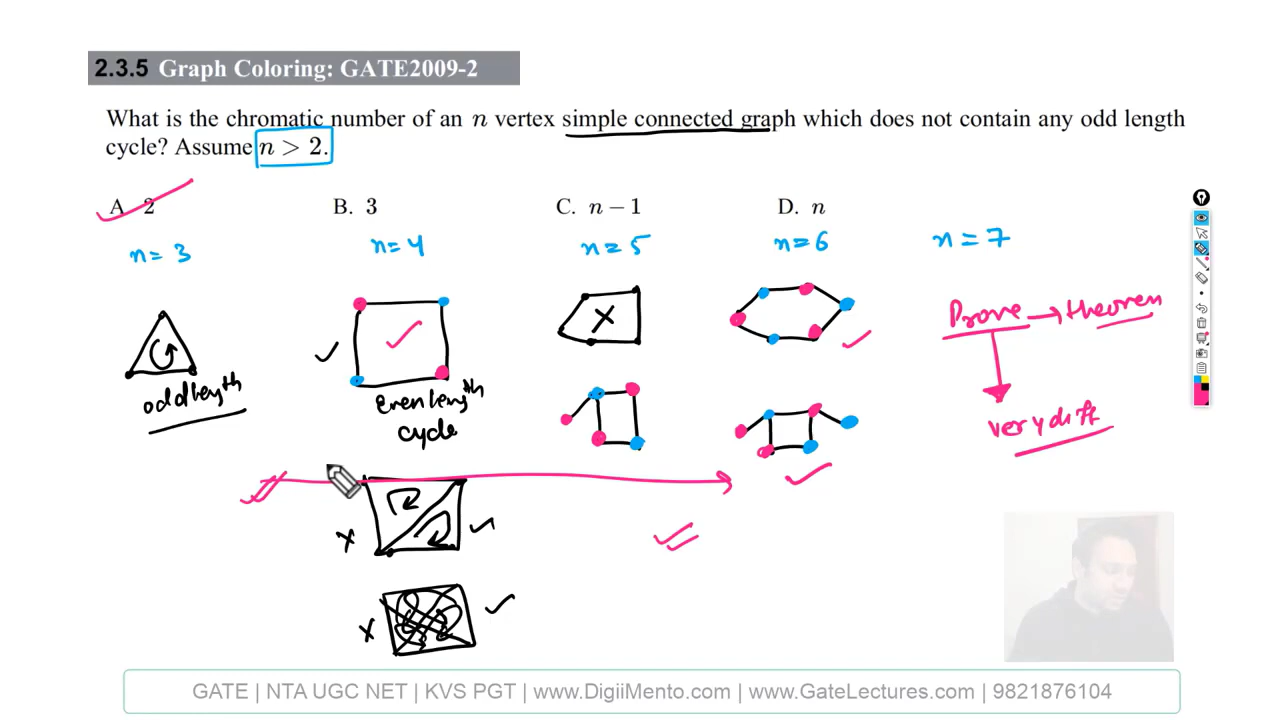 2.3.5 Graph Coloring: GATE2009-2
What is the chromatic number of an n vertex simple connected graph which does not contain any odd length
cycle? Assume n > 2.
A. 2 B. 3 C. n − 1 D. n
n = 3 n = 4 n = 5 n = 6 n = 7
Prove → theorem
odd length
Even length
cycle
very diff
GATE | NTA UGC NET | KVS PGT | www.DigiiMento.com | www.GateLectures.com | 9821876104